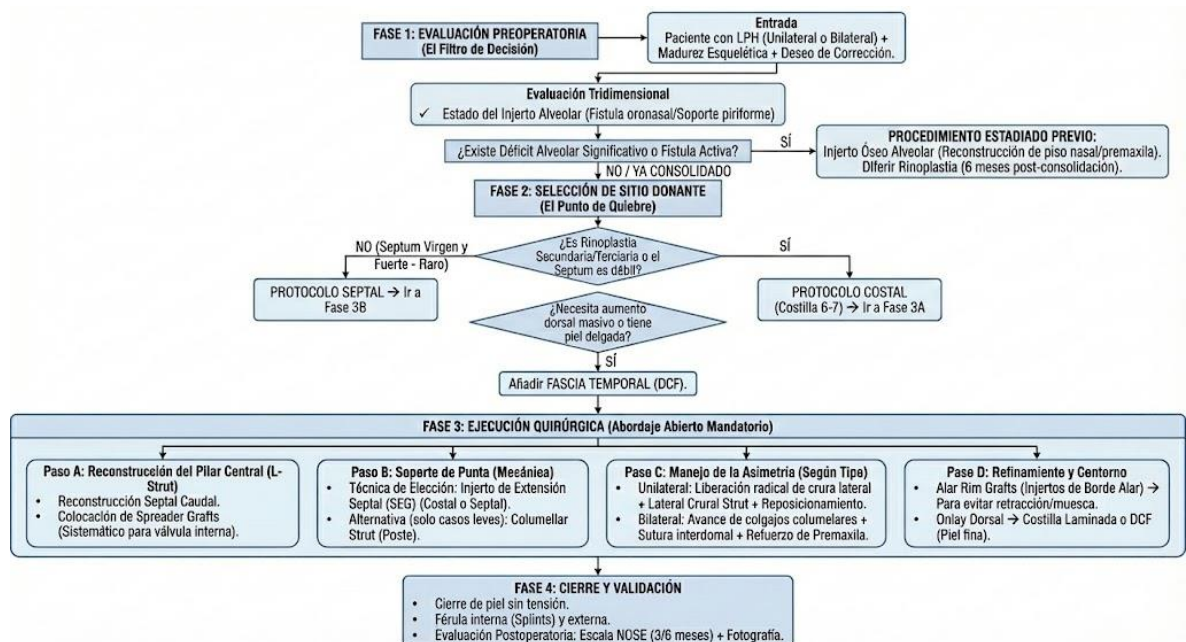 FASE 1: EVALUACIÓN PREOPERATORIA
(El Filtro de Decisión)
Entrada
Paciente con LPH (Unilateral o Bilateral) +
Madurez Esquelética + Deseo de Corrección.
Evaluación Tridimensional
✓ Estado del Injerto Alveolar (Fistula oronasal/Soporte piriforme)
¿Existe Déficit Alveolar Significativo o Fistula Activa?
SÍ
PROCEDIMIENTO ESTADIADO PREVIO:
Injerto Óseo Alveolar (Reconstrucción de piso nasal/premaxila).
DIferir Rinoplastia (6 meses post-consolidación).
NO / YA CONSOLIDADO
FASE 2: SELECCIÓN DE SITIO DONANTE
(El Punto de Quiebre)
NO (Septum Virgen y
Fuerte - Raro)
¿Es Rinoplastia
Secundaria/Terciaria o el
Septum es débil?
SÍ
PROTOCOLO SEPTAL → Ir a
Fase 3B
PROTOCOLO COSTAL
(Costilla 6-7) → Ir a Fase 3A
¿Necesita aumento
dorsal masivo o tiene
piel delgada?
SÍ
Añadir FASCIA TEMPORAL (DCF).
FASE 3: EJECUCIÓN QUIRÚRGICA (Abordaje Abierto Mandatorio)
Paso A: Reconstrucelón del Pilar Central (L-
Strut)
• Reconstrucción Septal Caudal.
• Colocación de Spreader Grafts
(Sistemático para válvula interna).
Paso B: Soporte de Punta (Meeánica)
• Técnica de Elección: Injerto de Extensión
Septal (SEG) (Costal o Septal).
• Alternativa (solo casos leves): Columellar
Strut (Poste).
Paso C: Manejo de la Asimetría (Según Tipo)
• Unilateral: Liberación radical de crura lateral
+ Lateral Crural Strut + Reposicionamiento.
• Bilateral: Avance de colgajos columelares +
Sutura interdomal + Refuerzo de Premaxila.
Pase D: Refinamiento y Centorno
• Alar Rim Grafts (Injertos de Borde Alar) →
Para evitar retracción/muesca.
• Onlay Dorsal → Costilla Laminada o DCF
(Piel fina).
FASE 4: CIERRE Y VALIDACIÓN
• Cierre de piel sin tensión.
• Férula interna (Splints) y externa.
• Evaluación Postoperatoria: Escala NOSE (3/6 meses) + Fotografía.